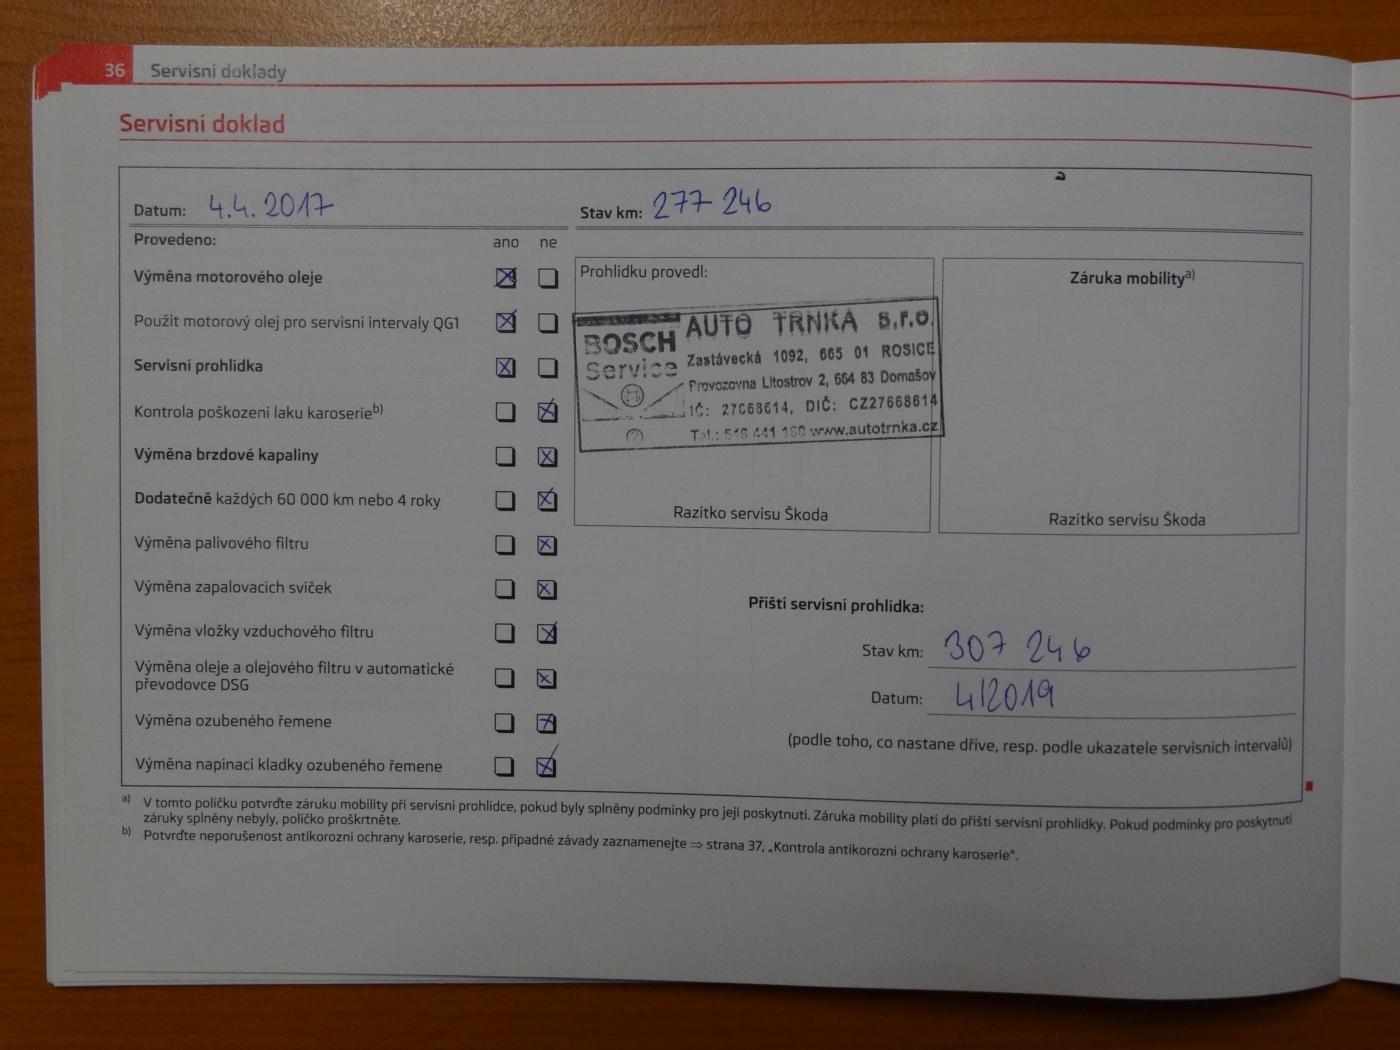 36 Servisní doklady
Servisní doklad
Datum: 4.4. 2017
Stav km: 277 246
Provedeno: ano ne
Výměna motorového oleje
Použit motorový olej pro servisní intervaly QG1
Servisní prohlídka
Kontrola poškození laku karoserie b)
Výměna brzdové kapaliny
Dodatečně každých 60 000 km nebo 4 roky
Výměna palivového filtru
Výměna zapalovacích svíček
Výměna vložky vzduchového filtru
Výměna oleje a olejového filtru v automatické
převodovce DSG
Výměna ozubeného řemene
Výměna napínací kladky ozubeného řemene
Prohlídku provedl:
BOSCH
Service
AUTO TRNKA s.r.o.
Zastávecká 1092, 665 01 ROSICE
Provozovna Litostrov 2, 664 83 Domašov
IČ: 27668614, DIČ: CZ27668614
Tel.: 546 441 180 www.autotrnka.cz
Razítko servisu Škoda
Záruka mobility a)
Razítko servisu Škoda
Příští servisní prohlídka:
Stav km: 307 246
Datum: 4/2019
(podle toho, co nastane dříve, resp. podle ukazatele servisních intervalů)
a) V tomto políčku potvrďte záruku mobility při servisní prohlídce, pokud byly splněny podmínky pro její poskytnutí. Záruka mobility platí do příští servisní prohlídky. Pokud podmínky pro poskytnutí
záruky splněny nebyly, políčko proškrtněte.
b) Potvrďte neporušenost antikorozní ochrany karoserie, resp. případné závady zaznamenejte ⇒ strana 37, „Kontrola antikorozní ochrany karoserie".